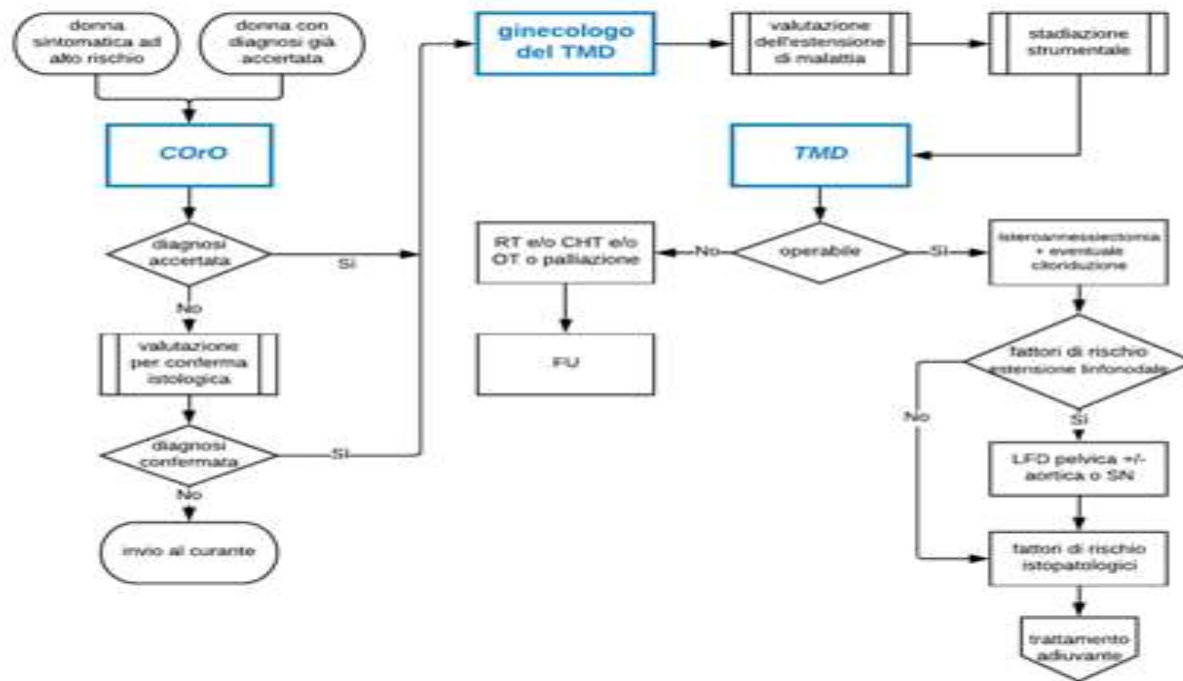 donna
sintomatica ad
alto rischio
donna con
diagnosi già
accertata
COrO
diagnosi
accertata
Sì
No
valutazione
per conferma
istologica
diagnosi
confermata
Sì
No
invio al curante
ginecologo
del TMD
valutazione
dell'estensione
di malattia
stadiazione
strumentale
TMD
operabile
No
Sì
RT e/o CHT e/o
OT o palliazione
FU
isteroannessiectomia
+ eventuale
citoriduzione
fattori di rischio
estensione linfonodale
No
Sì
LFD pelvica +/-
aortica o SN
fattori di rischio
istopatologici
trattamento
adiuvante